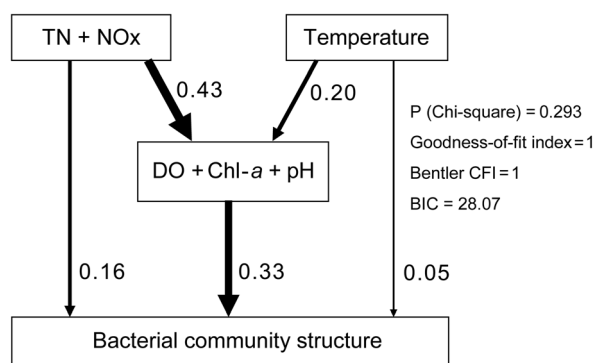 TN + NOx
Temperature
0.43
0.20
P (Chi-square) = 0.293
Goodness-of-fit index=1
DO + Chl-a + pH
Bentler CFI=1
BIC = 28.07
0.16
0.33
0.05
Bacterial community structure